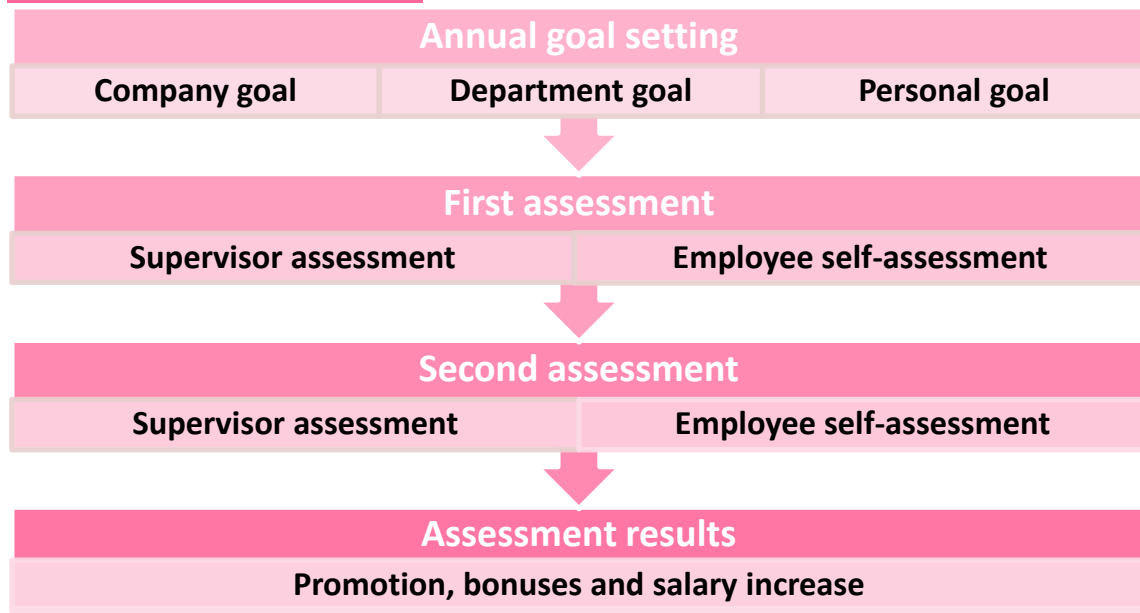 Annual goal setting
Company goal Department goal Personal goal
First assessment
Supervisor assessment Employee self-assessment
Second assessment
Supervisor assessment Employee self-assessment
Assessment results
Promotion, bonuses and salary increase